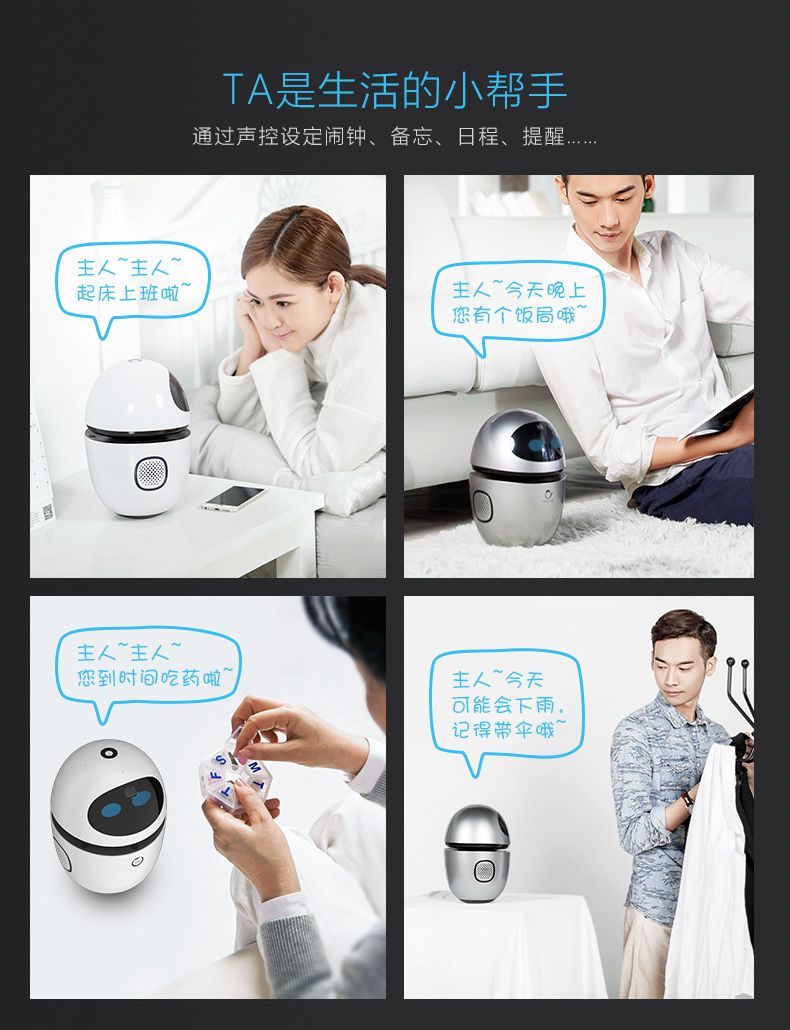 TA是生活的小帮手
通过声控设定闹钟、备忘、日程、提醒……
主人~主人~
起床上班啦~
主人~今天晚上
您有个饭局哦~
主人~主人~
您到时间吃药啦~
S
F
T
W
T
主人~今天
可能会下雨,
记得带伞哦~